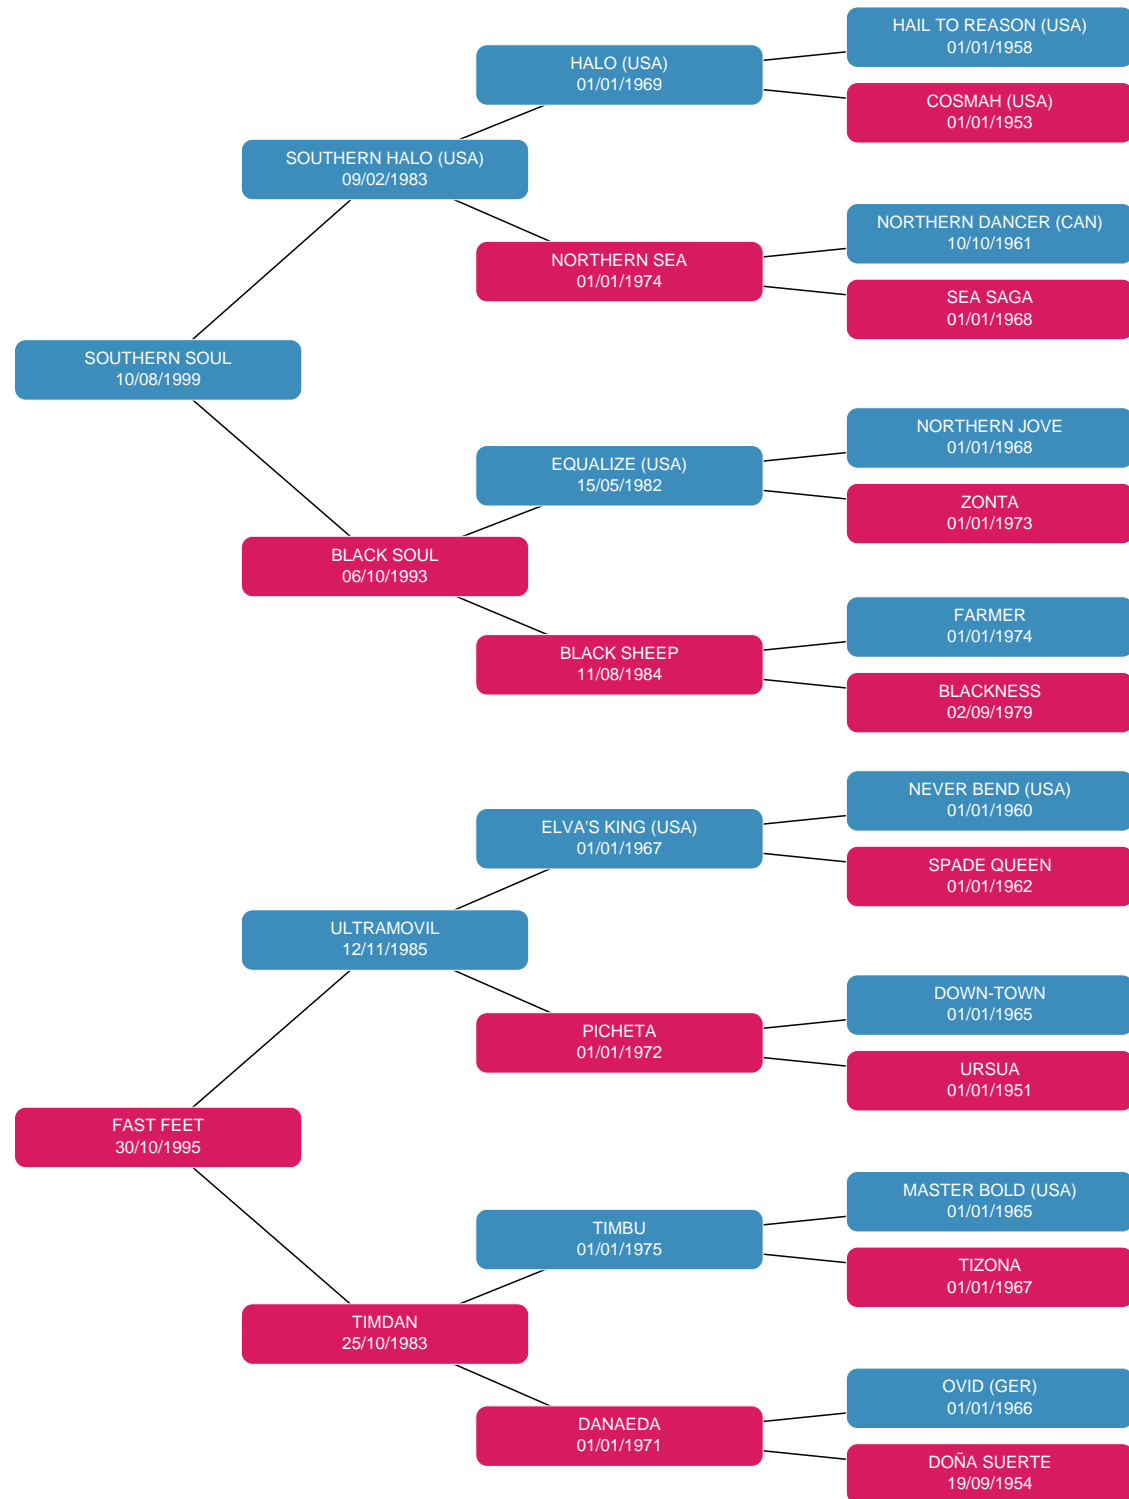 HAIL TO REASON (USA)
01/01/1958
HALO (USA)
01/01/1969
COSMAH (USA)
01/01/1953
SOUTHERN HALO (USA)
09/02/1983
NORTHERN DANCER (CAN)
10/10/1961
NORTHERN SEA
01/01/1974
SEA SAGA
01/01/1968
SOUTHERN SOUL
10/08/1999
NORTHERN JOVE
01/01/1968
EQUALIZE (USA)
15/05/1982
ZONTA
01/01/1973
BLACK SOUL
06/10/1993
FARMER
01/01/1974
BLACK SHEEP
11/08/1984
BLACKNESS
02/09/1979
NEVER BEND (USA)
01/01/1960
ELVA'S KING (USA)
01/01/1967
SPADE QUEEN
01/01/1962
ULTRAMOVIL
12/11/1985
DOWN-TOWN
01/01/1965
PICHETA
01/01/1972
URSUA
01/01/1951
FAST FEET
30/10/1995
MASTER BOLD (USA)
01/01/1965
TIMBU
01/01/1975
TIZONA
01/01/1967
TIMDAN
25/10/1983
OVID (GER)
01/01/1966
DANAEDA
01/01/1971
DOÑA SUERTE
19/09/1954